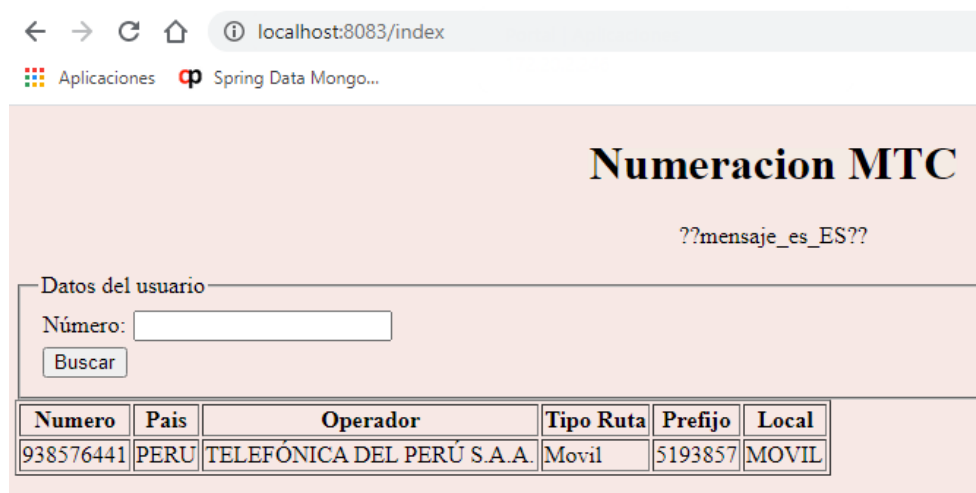 localhost:8083/index
Aplicaciones cp Spring Data Mongo...
Numeracion MTC
??mensaje_es_ES??
Datos del usuario
Número:
Buscar
Numero Pais Operador Tipo Ruta Prefijo Local
938576441 PERU TELEFÓNICA DEL PERÚ S.A.A. Movil 5193857 MOVIL